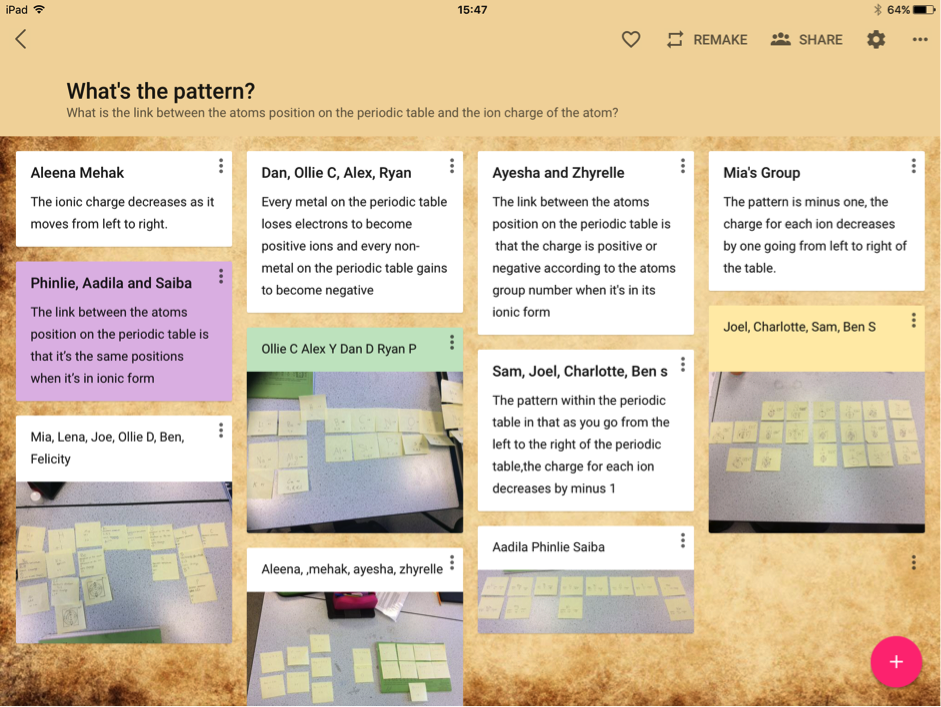 iPad
15:47
64%
REMAKE
SHARE
What's the pattern?
What is the link between the atoms position on the periodic table and the ion charge of the atom?
Aleena Mehak
The ionic charge decreases as it
moves from left to right.
Phinlie, Aadila and Saiba
The link between the atoms
position on the periodic table is
that it's the same positions
when it's in ionic form
Mia, Lena, Joe, Ollie D, Ben,
Felicity
Dan, Ollie C, Alex, Ryan
Every metal on the periodic table
loses electrons to become
positive ions and every non-
metal on the periodic table gains
to become negative
Ollie C Alex Y Dan D Ryan P
Aleena, ,mehak, ayesha, zhyrelle
Ayesha and Zhyrelle
The link between the atoms
position on the periodic table is
that the charge is positive or
negative according to the atoms
group number when it's in its
ionic form
Sam, Joel, Charlotte, Ben s
The pattern within the periodic
table in that as you go from the
left to the right of the periodic
table,the charge for each ion
decreases by minus 1
Aadila Phinlie Saiba
Mia's Group
The pattern is minus one, the
charge for each ion decreases
by one going from left to right of
the table.
Joel, Charlotte, Sam, Ben S